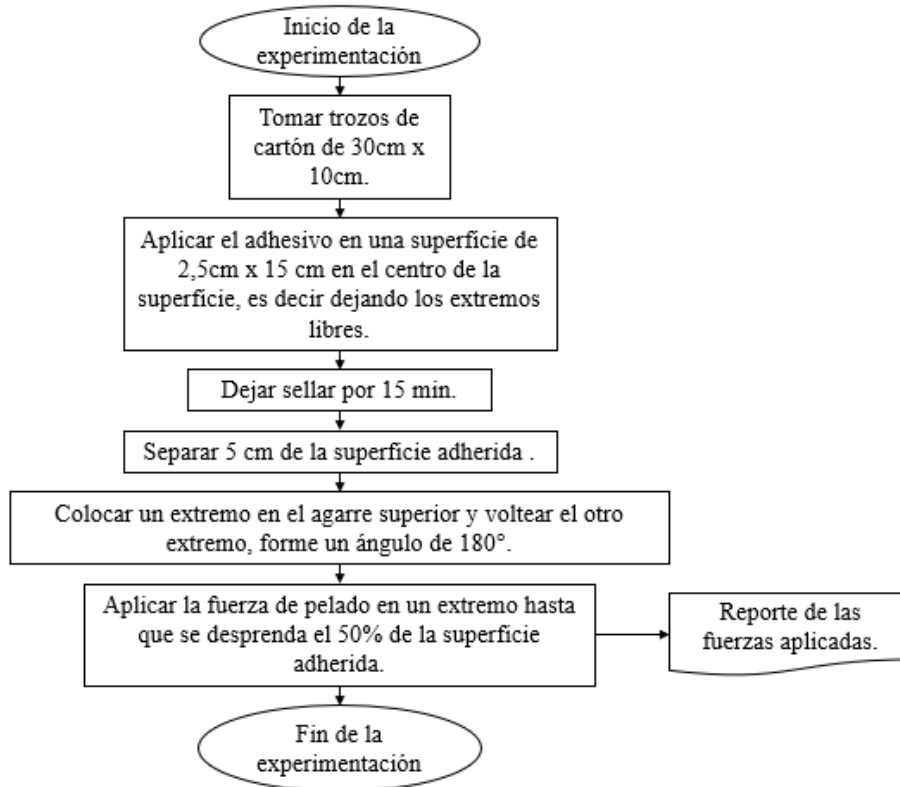 Inicio de la
experimentación
Tomar trozos de
cartón de 30cm x
10cm.
Aplicar el adhesivo en una superficie de
2,5cm x 15 cm en el centro de la
superficie, es decir dejando los extremos
libres.
Dejar sellar por 15 min.
Separar 5 cm de la superficie adherida .
Colocar un extremo en el agarre superior y voltear el otro
extremo, forme un ángulo de 180°.
Aplicar la fuerza de pelado en un extremo hasta
que se desprenda el 50% de la superficie
adherida.
Reporte de las
fuerzas aplicadas.
Fin de la
experimentación